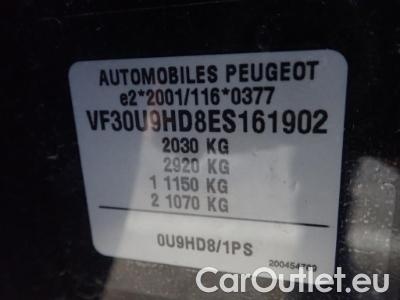 AUTOMOBILES PEUGEOT
e2*2001/116*0377
VF30U9HD8ES161902
2030 KG
2920 KG
1 1150 KG
2 1070 KG
0U9HD8/1PS
CarOutlet.eu